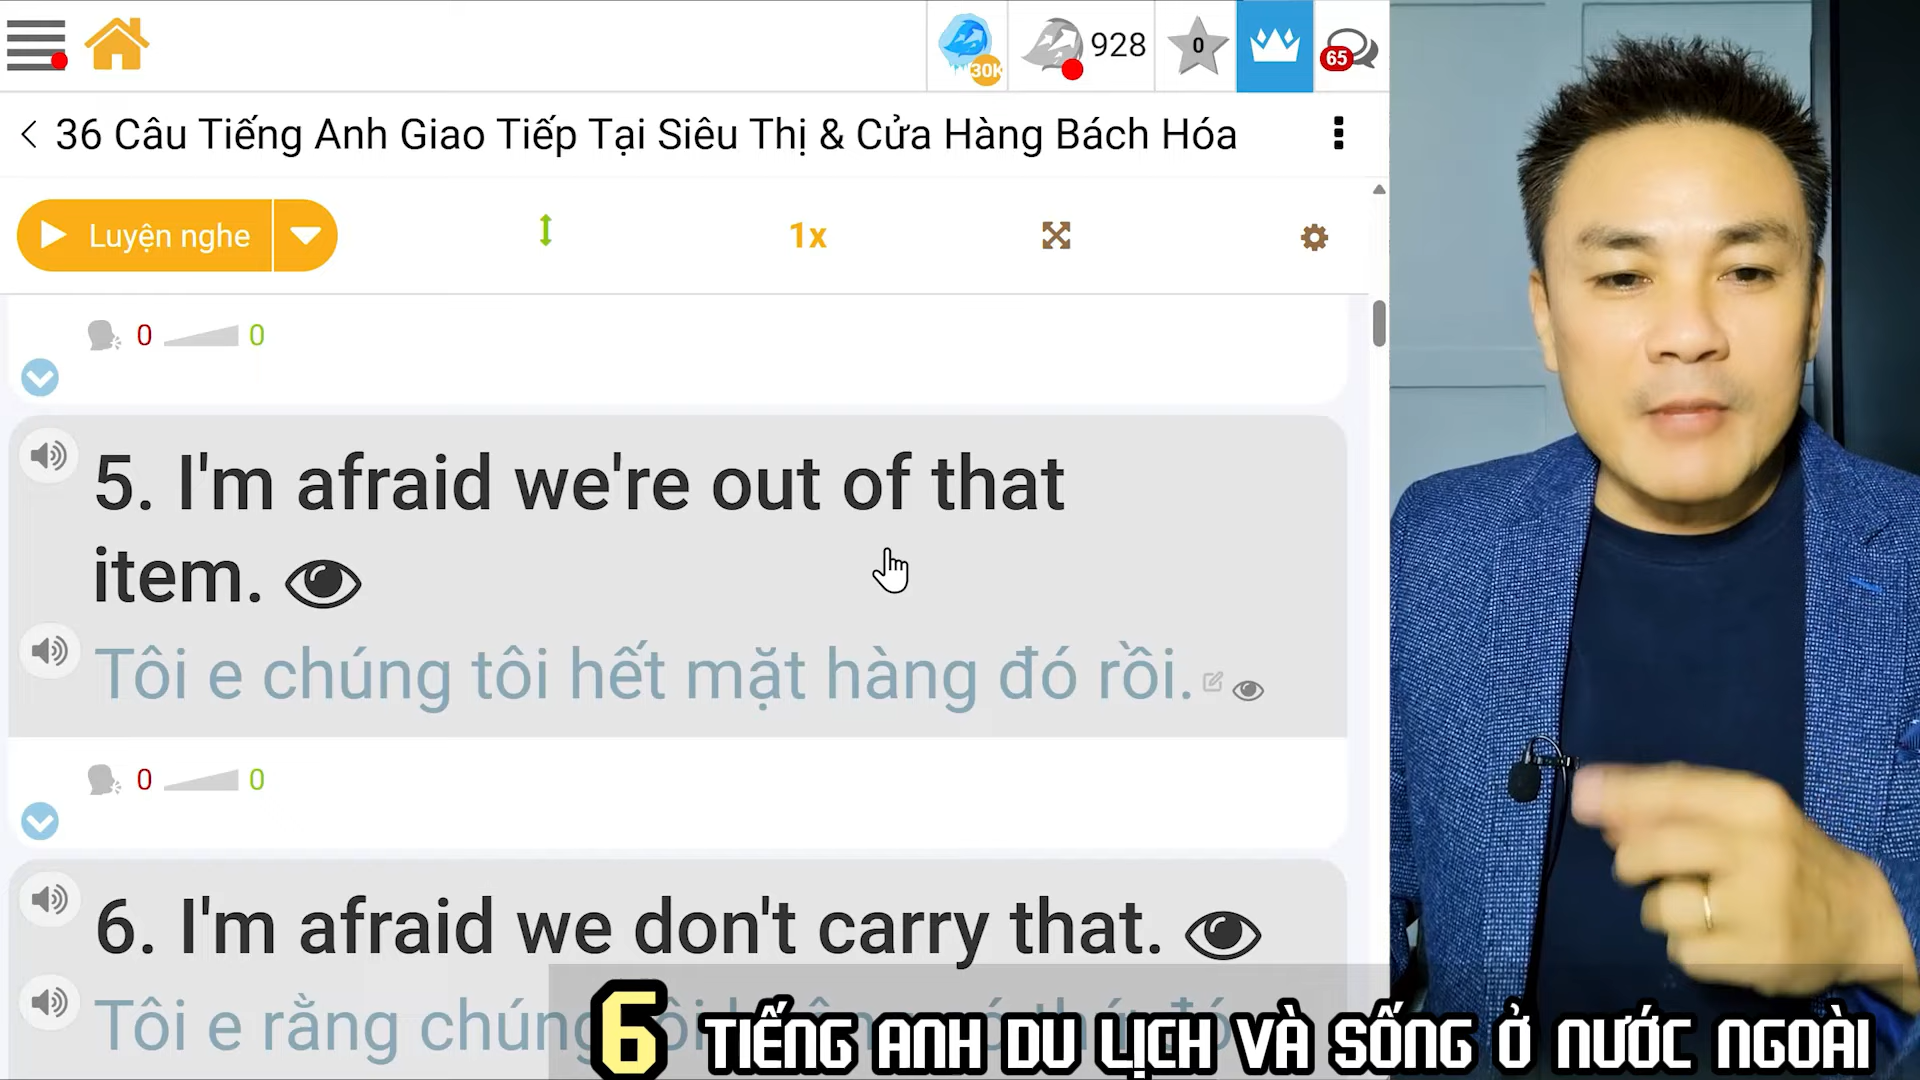 30K
928
0
65
36 Câu Tiếng Anh Giao Tiếp Tại Siêu Thị & Cửa Hàng Bách Hóa
Luyện nghe
1x
0 0
5. I'm afraid we're out of that
item.
Tôi e chúng tôi hết mặt hàng đó rồi.
0 0
6. I'm afraid we don't carry that.
Tôi e rằng chúng
6 TIẾNG ANH DU LỊCH VÀ SỐNG Ở NƯỚC NGOÀI